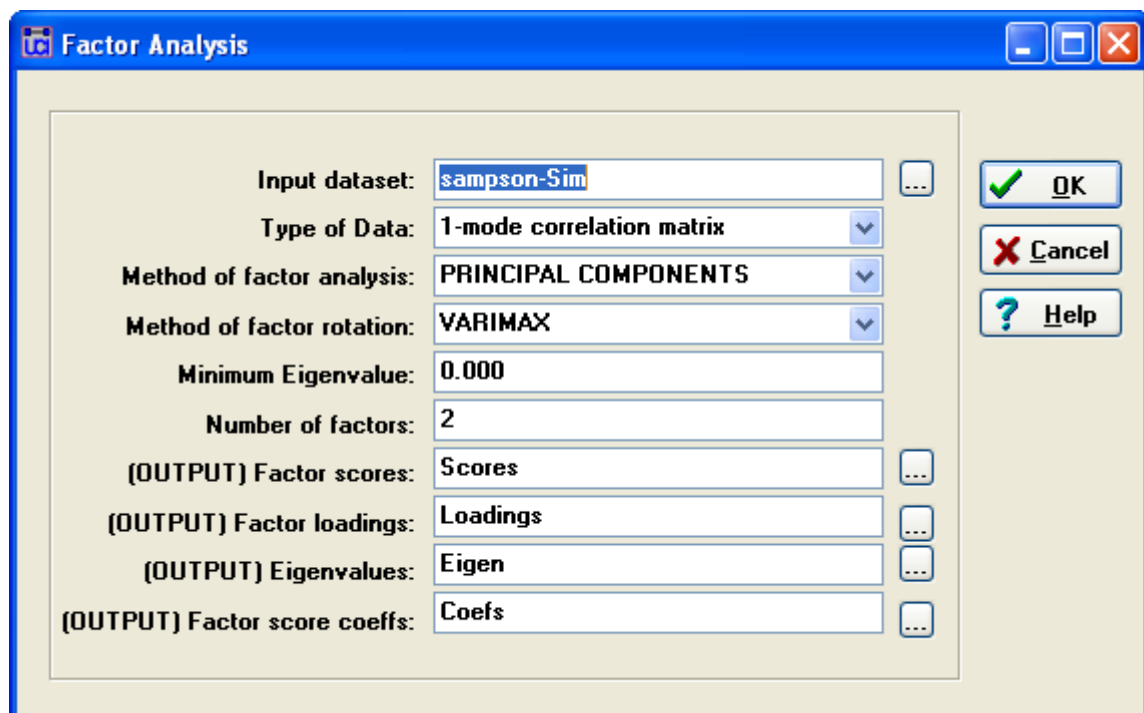 Factor Analysis
Input dataset: sampson-Sim ...
OK
Type of Data: 1-mode correlation matrix
Cancel
Method of factor analysis: PRINCIPAL COMPONENTS
? Help
Method of factor rotation: VARIMAX
Minimum Eigenvalue: 0.000
Number of factors: 2
(OUTPUT) Factor scores: Scores ...
(OUTPUT) Factor loadings: Loadings ...
(OUTPUT) Eigenvalues: Eigen ...
(OUTPUT) Factor score coeffs: Coefs ...